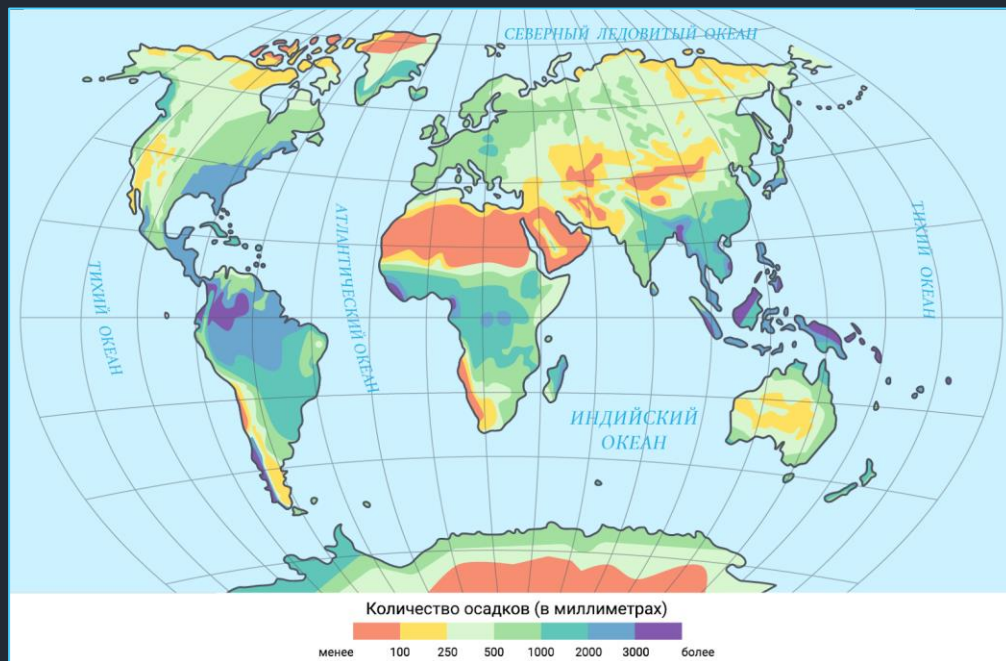 СЕВЕРНЫЙ ЛЕДОВИТЫЙ ОКЕАН
ТИХИЙ ОКЕАН
АТЛАНТИЧЕСКИЙ ОКЕАН
ТИХИЙ ОКЕАН
ИНДИЙСКИЙ
ОКЕАН
Количество осадков (в миллиметрах)
менее 100 250 500 1000 2000 3000 более